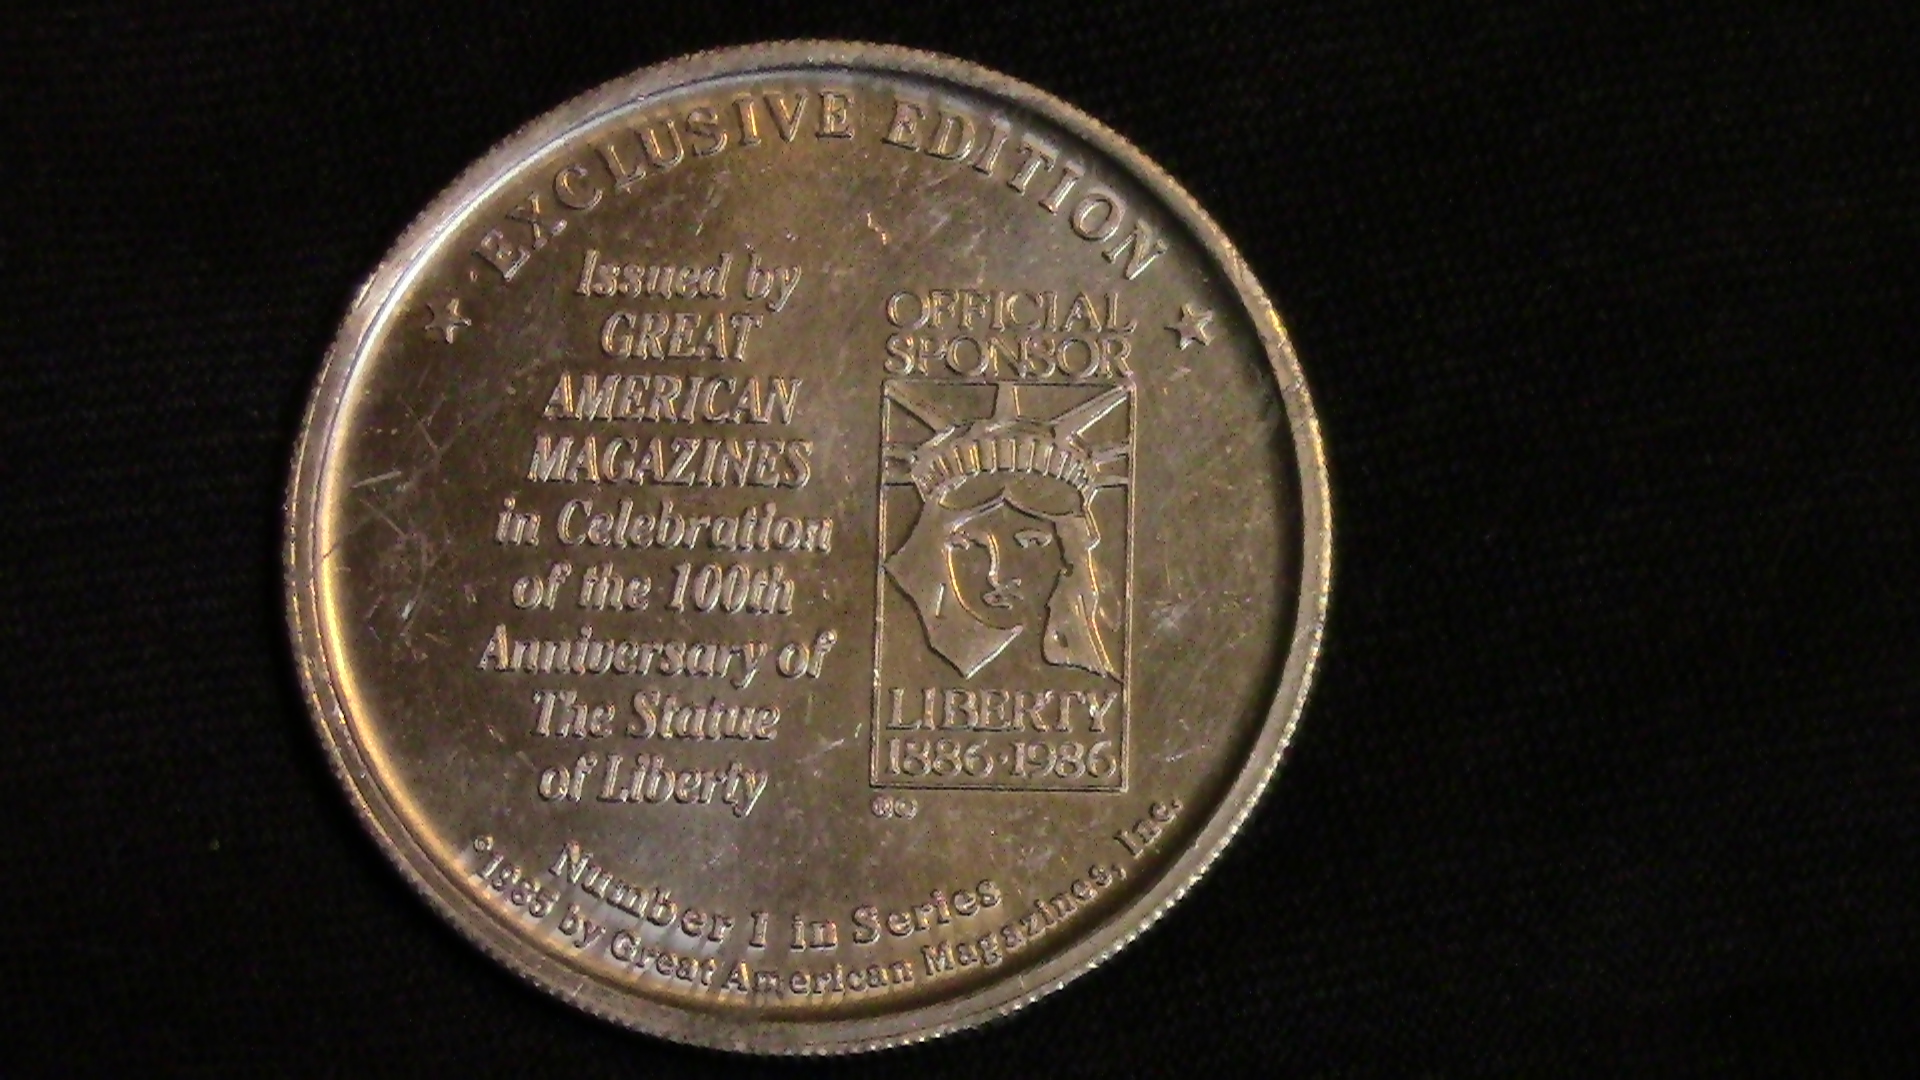 EXCLUSIVE EDITION
Issued by
GREAT
AMERICAN
MAGAZINES
in Celebration
of the 100th
Anniversary of
The Statue
of Liberty
OFFICIAL
SPONSOR
LIBERTY
1886·1986
®©
Number 1 in Series
©1985 by Great American Magazines, Inc.